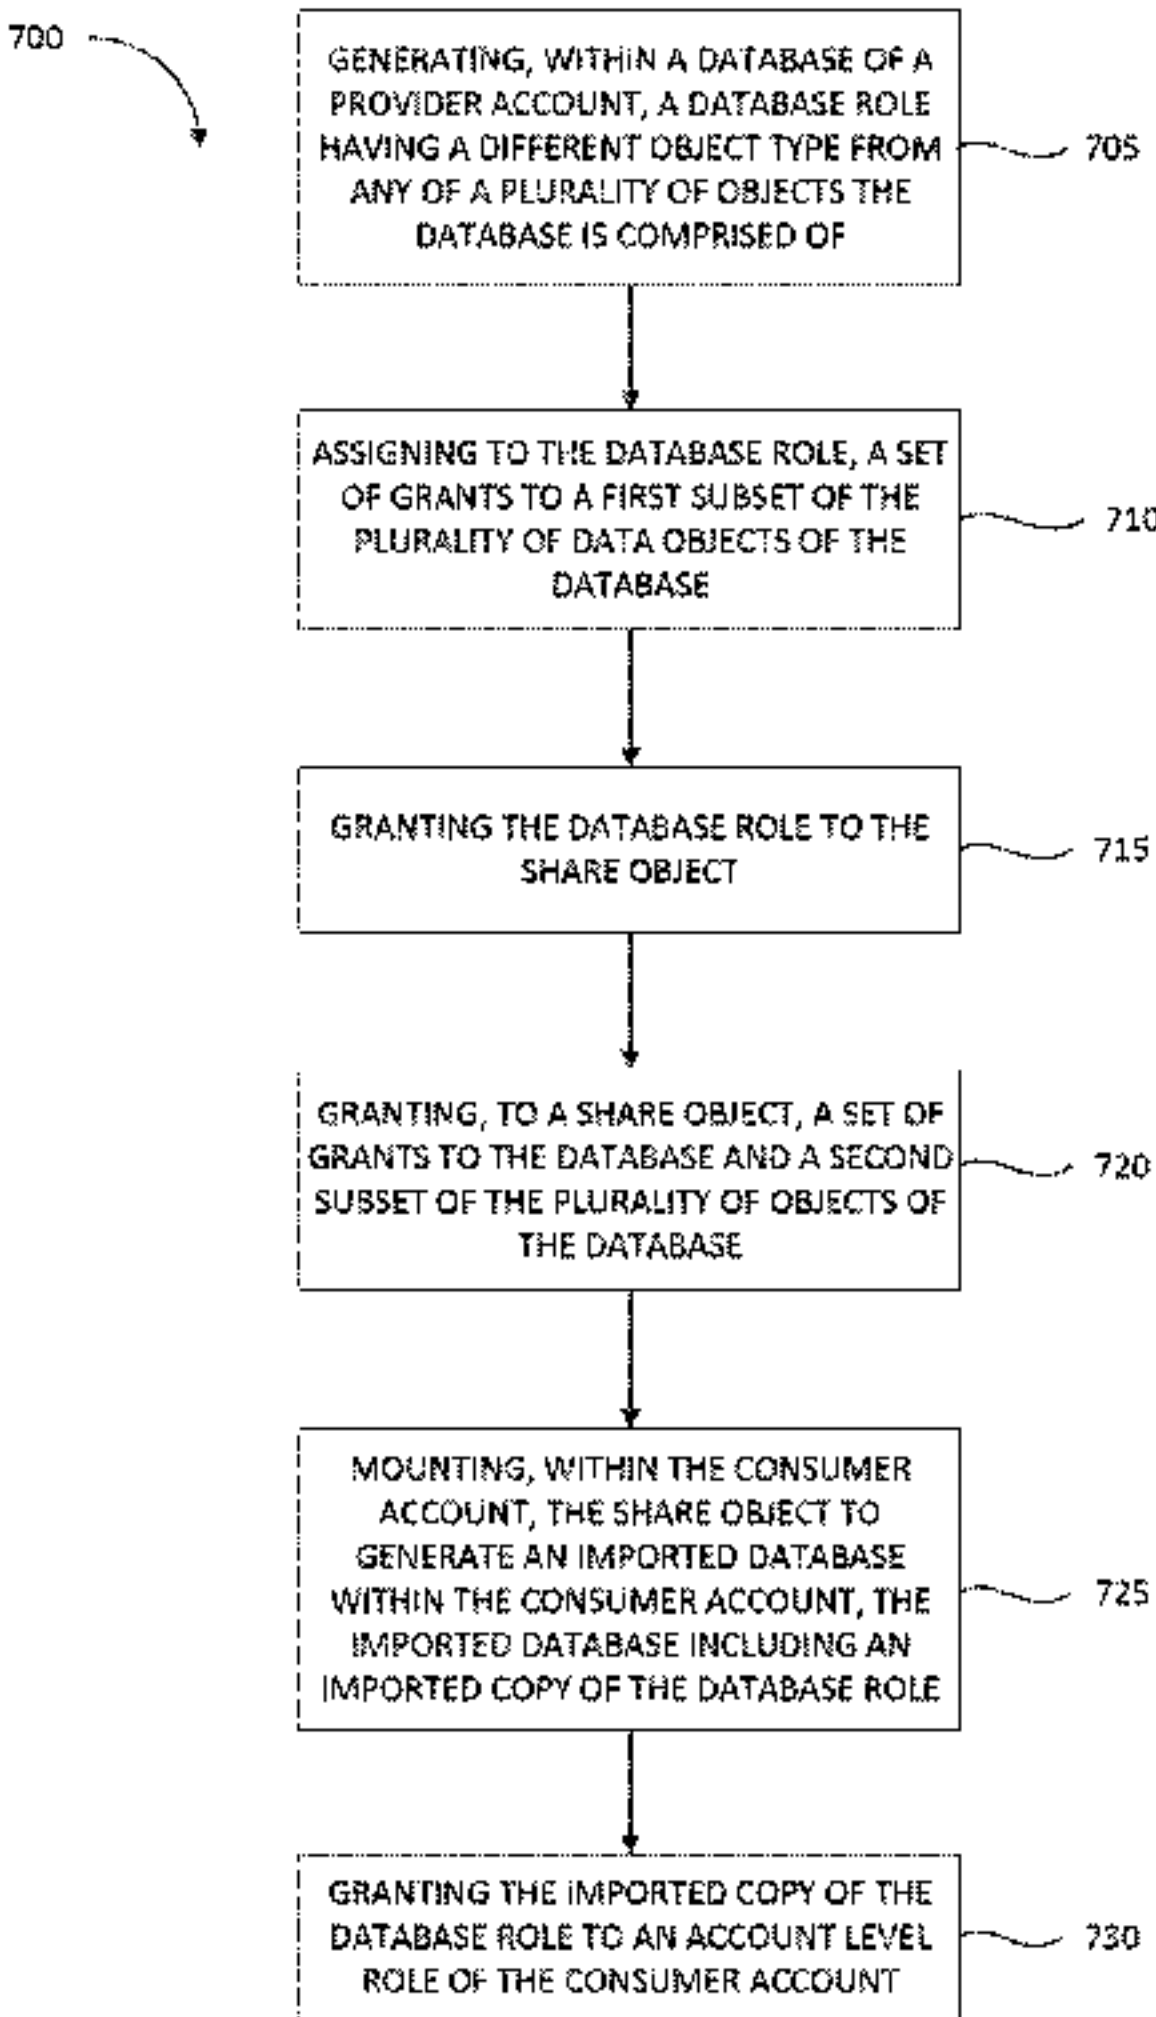 700
GENERATING, WITHIN A DATABASE OF A
PROVIDER ACCOUNT, A DATABASE ROLE
HAVING A DIFFERENT OBJECT TYPE FROM
ANY OF A PLURALITY OF OBJECTS THE
DATABASE IS COMPRISED OF
705
ASSIGNING TO THE DATABASE ROLE, A SET
OF GRANTS TO A FIRST SUBSET OF THE
PLURALITY OF DATA OBJECTS OF THE
DATABASE
710
GRANTING THE DATABASE ROLE TO THE
SHARE OBJECT
715
GRANTING, TO A SHARE OBJECT, A SET OF
GRANTS TO THE DATABASE AND A SECOND
SUBSET OF THE PLURALITY OF OBJECTS OF
THE DATABASE
720
MOUNTING, WITHIN THE CONSUMER
ACCOUNT, THE SHARE OBJECT TO
GENERATE AN IMPORTED DATABASE
WITHIN THE CONSUMER ACCOUNT, THE
IMPORTED DATABASE INCLUDING AN
IMPORTED COPY OF THE DATABASE ROLE
725
GRANTING THE IMPORTED COPY OF THE
DATABASE ROLE TO AN ACCOUNT LEVEL
ROLE OF THE CONSUMER ACCOUNT
730